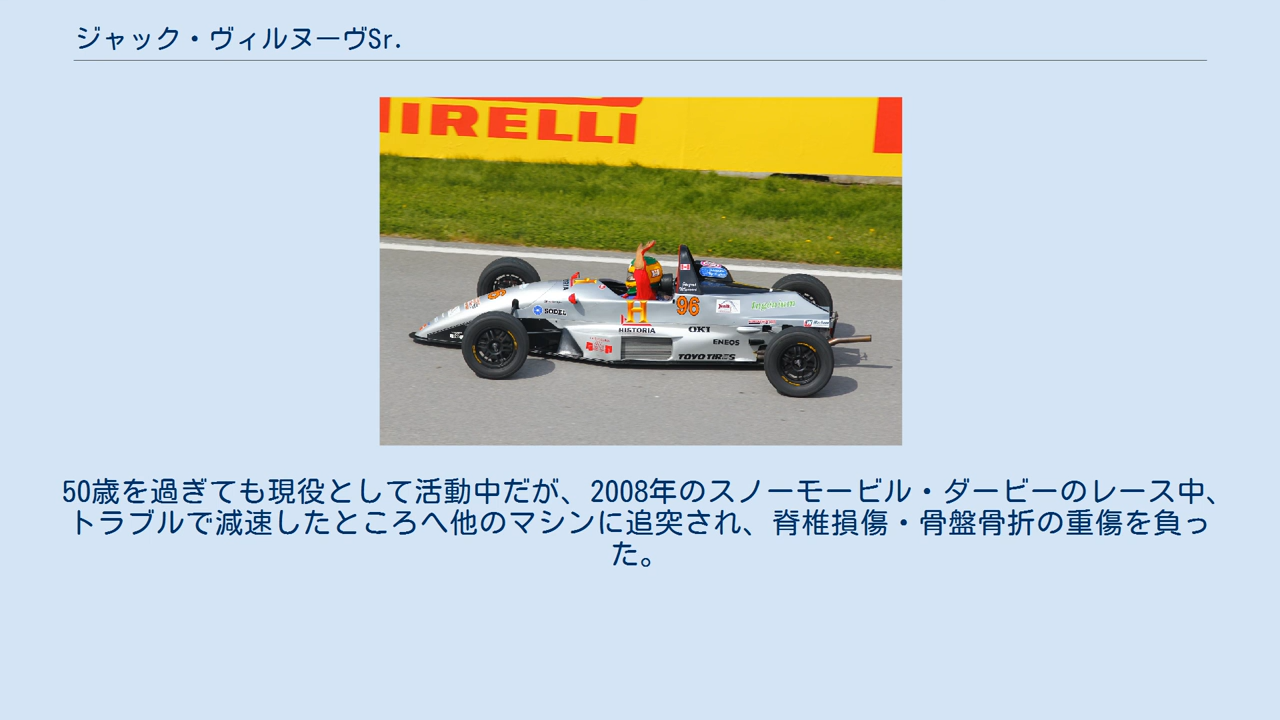 ジャック・ヴィルヌーヴSr.
IRELLI
96
SODEL
H
HISTORIA
OKI
ENEOS
TOYO TIRES
50歳を過ぎても現役として活動中だが、2008年のスノーモービル・ダービーのレース中、
トラブルで減速したところへ他のマシンに追突され、脊椎損傷・骨盤骨折の重傷を負っ
た。